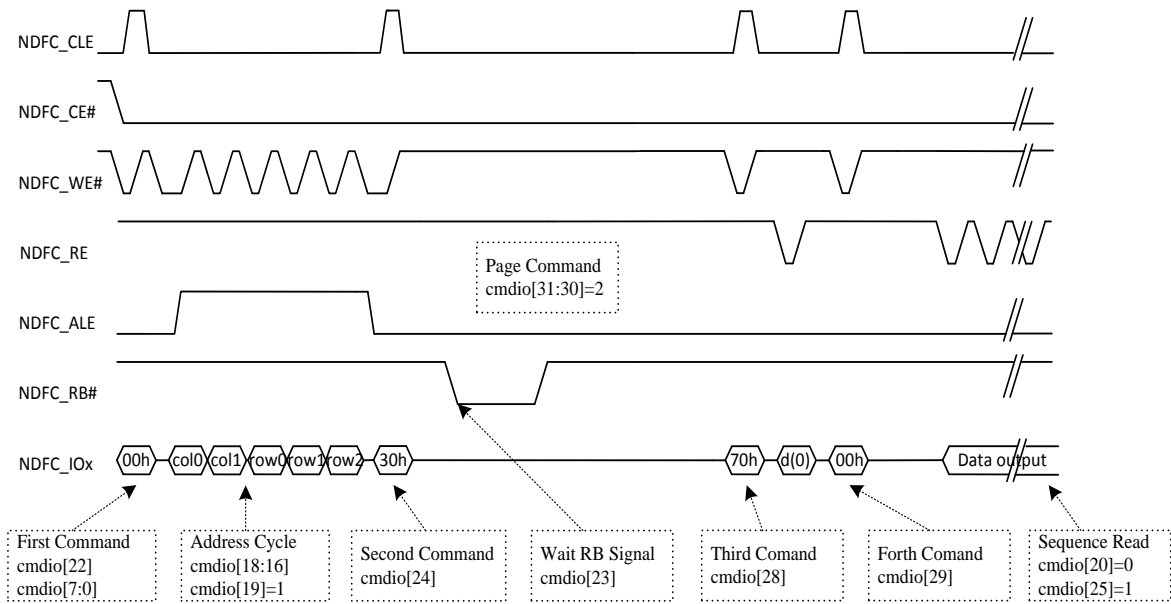 NDFC_CLE
NDFC_CE#
NDFC_WE#
NDFC_RE
Page Command
cmdio[31:30]=2
NDFC_ALE
NDFC_RB#
NDFC_IOx
00h col0 col1 row0 row1 row2 30h 70h d(0) 00h Data output
First Command
cmdio[22]
cmdio[7:0]
Address Cycle
cmdio[18:16]
cmdio[19]=1
Second Command
cmdio[24]
Wait RB Signal
cmdio[23]
Third Comand
cmdio[28]
Forth Comand
cmdio[29]
Sequence Read
cmdio[20]=0
cmdio[25]=1